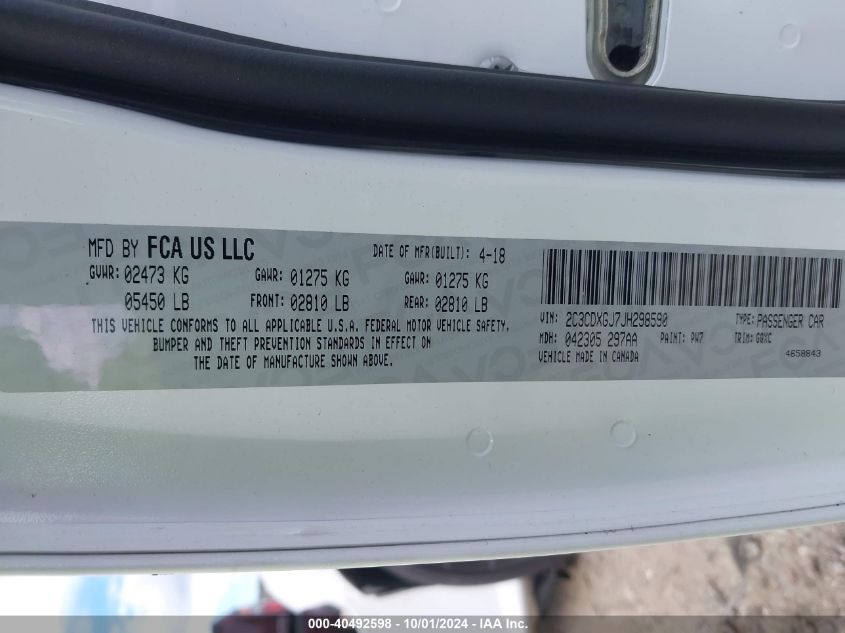 MFD BY FCA US LLC
DATE OF MFR(BUILT): 4-18
GVWR: 02473 KG
GAWR: 01275 KG
GAWR: 01275 KG
05450 LB
FRONT: 02810 LB
REAR: 02810 LB
THIS VEHICLE CONFORMS TO ALL APPLICABLE U.S.A. FEDERAL MOTOR VEHICLE SAFETY,
BUMPER AND THEFT PREVENTION STANDARDS IN EFFECT ON
THE DATE OF MANUFACTURE SHOWN ABOVE.
VIN: 2C3CDXGJ7JH298590
TYPE: PASSENGER CAR
MDH: 042305 297AA
PAINT: PW7
TRIM: G8XC
VEHICLE MADE IN CANADA
4658843
000-40492598 - 10/01/2024 - IAA Inc.